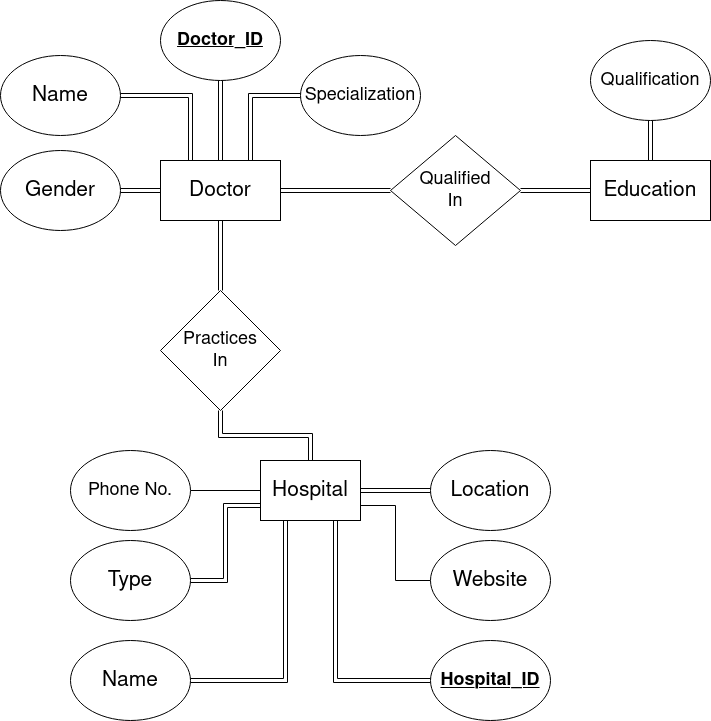 Doctor_ID
Name
Specialization
Qualification
Gender
Doctor
Qualified
In
Education
Practices
In
Phone No.
Hospital
Location
Type
Website
Name
Hospital_ID